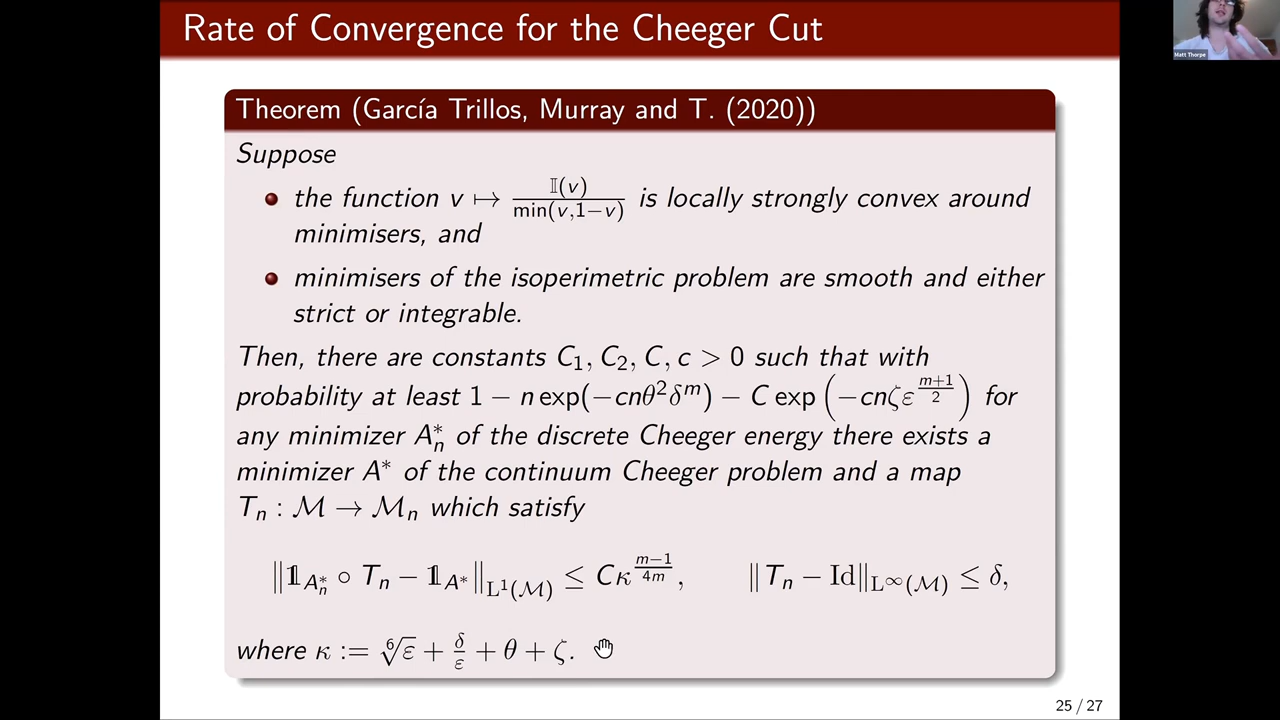 Rate of Convergence for the Cheeger Cut
Matt Thorpe
Theorem (García Trillos, Murray and T. (2020))
Suppose
the function v ↦ 𝕀(v)/min(v,1−v) is locally strongly convex around
minimisers, and
minimisers of the isoperimetric problem are smooth and either
strict or integrable.
Then, there are constants C₁, C₂, C, c > 0 such that with
probability at least 1 − n exp(−cnθ²δᵐ) − C exp(−cnζε^((m+1)/2)) for
any minimizer A*ₙ of the discrete Cheeger energy there exists a
minimizer A* of the continuum Cheeger problem and a map
Tₙ : ℳ → ℳₙ which satisfy
‖𝟙_{A*ₙ} ∘ Tₙ − 𝟙_{A*}‖_{L¹(ℳ)} ≤ Cκ^((m−1)/(4m)), ‖Tₙ − Id‖_{L^∞(ℳ)} ≤ δ,
where κ := ⁶√ε + δ/ε + θ + ζ.
25 / 27